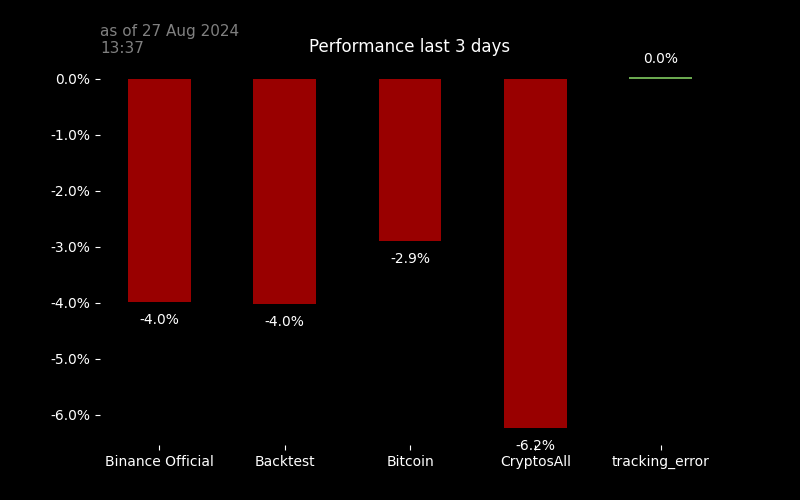 as of 27 Aug 2024
13:37
Performance last 3 days
0.0%
0.0%
-1.0%
-2.0%
-3.0%
-2.9%
-4.0%
-4.0%
-4.0%
-5.0%
-6.0%
-6.2%
Binance Official
Backtest
Bitcoin
CryptosAll
tracking_error